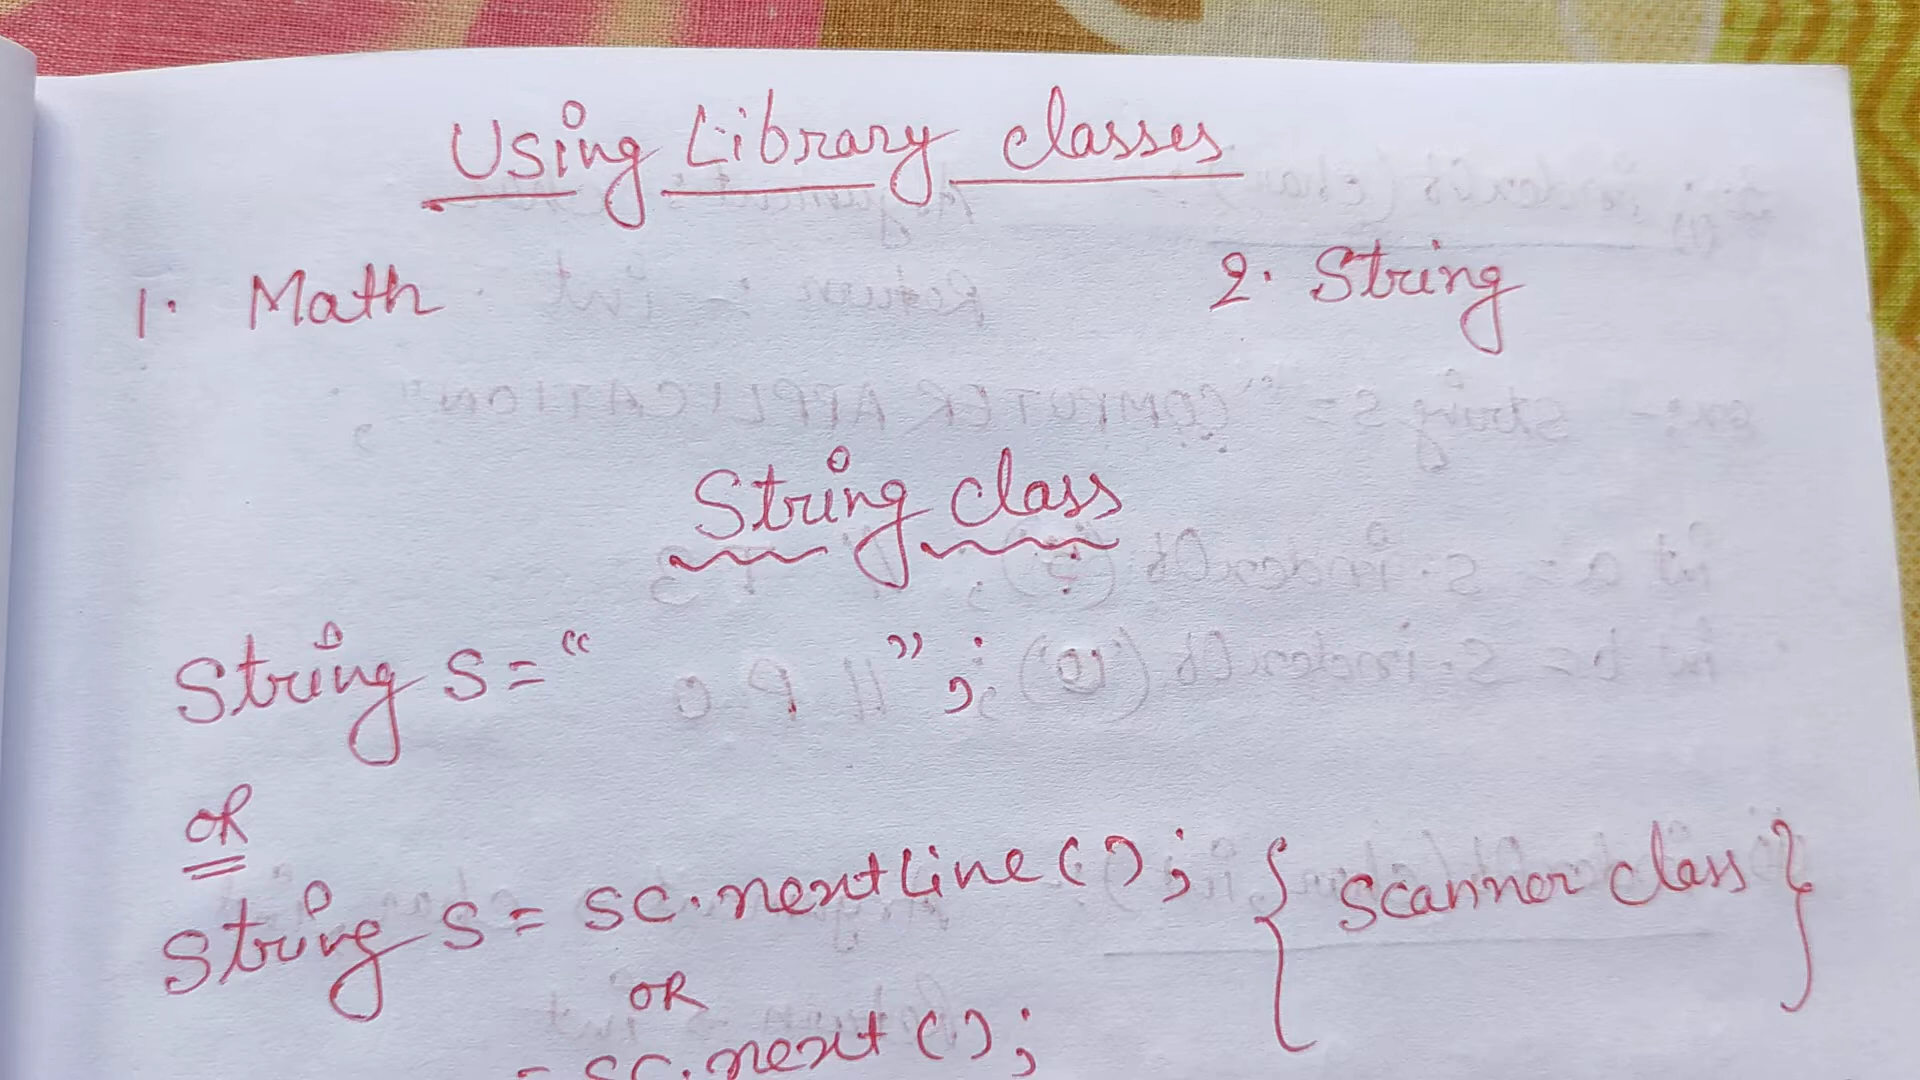 Using Library classes
1. Math 2. String
String class
String s = "      ";
OR
String s = sc.nextLine(); { Scanner class }
OR
= sc.next();